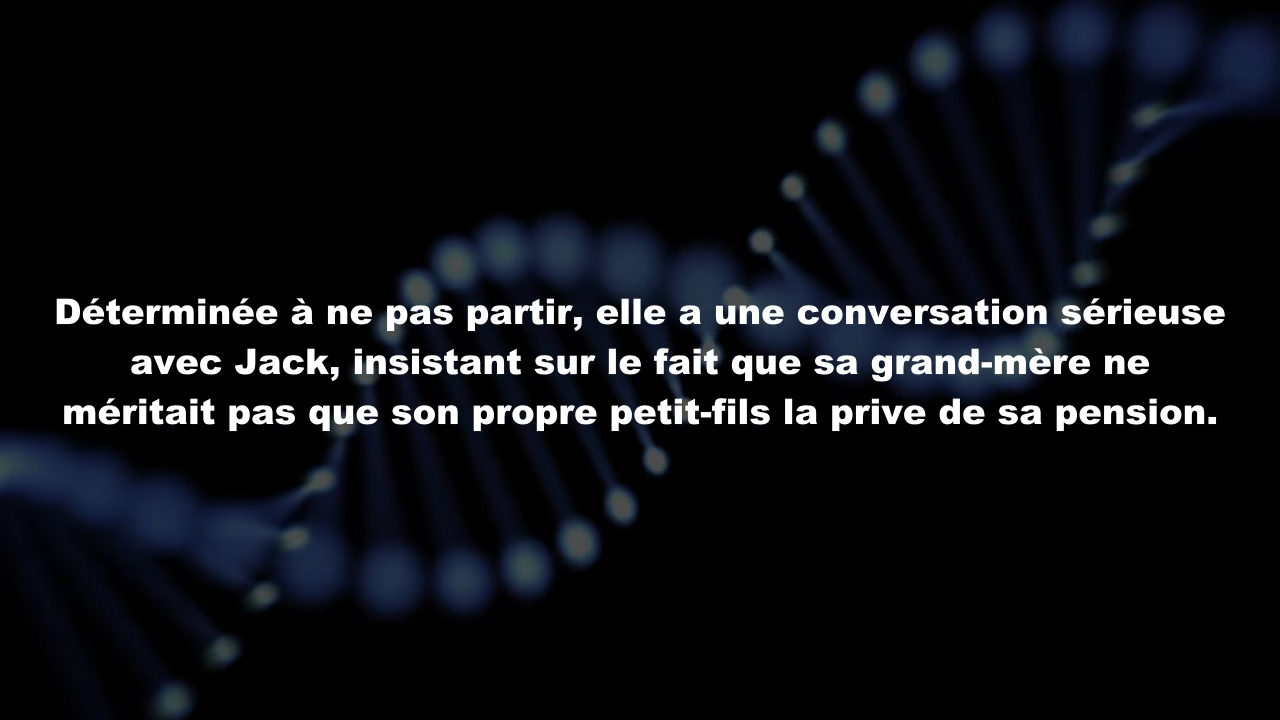 Déterminée à ne pas partir, elle a une conversation sérieuse
avec Jack, insistant sur le fait que sa grand-mère ne
méritait pas que son propre petit-fils la prive de sa pension.